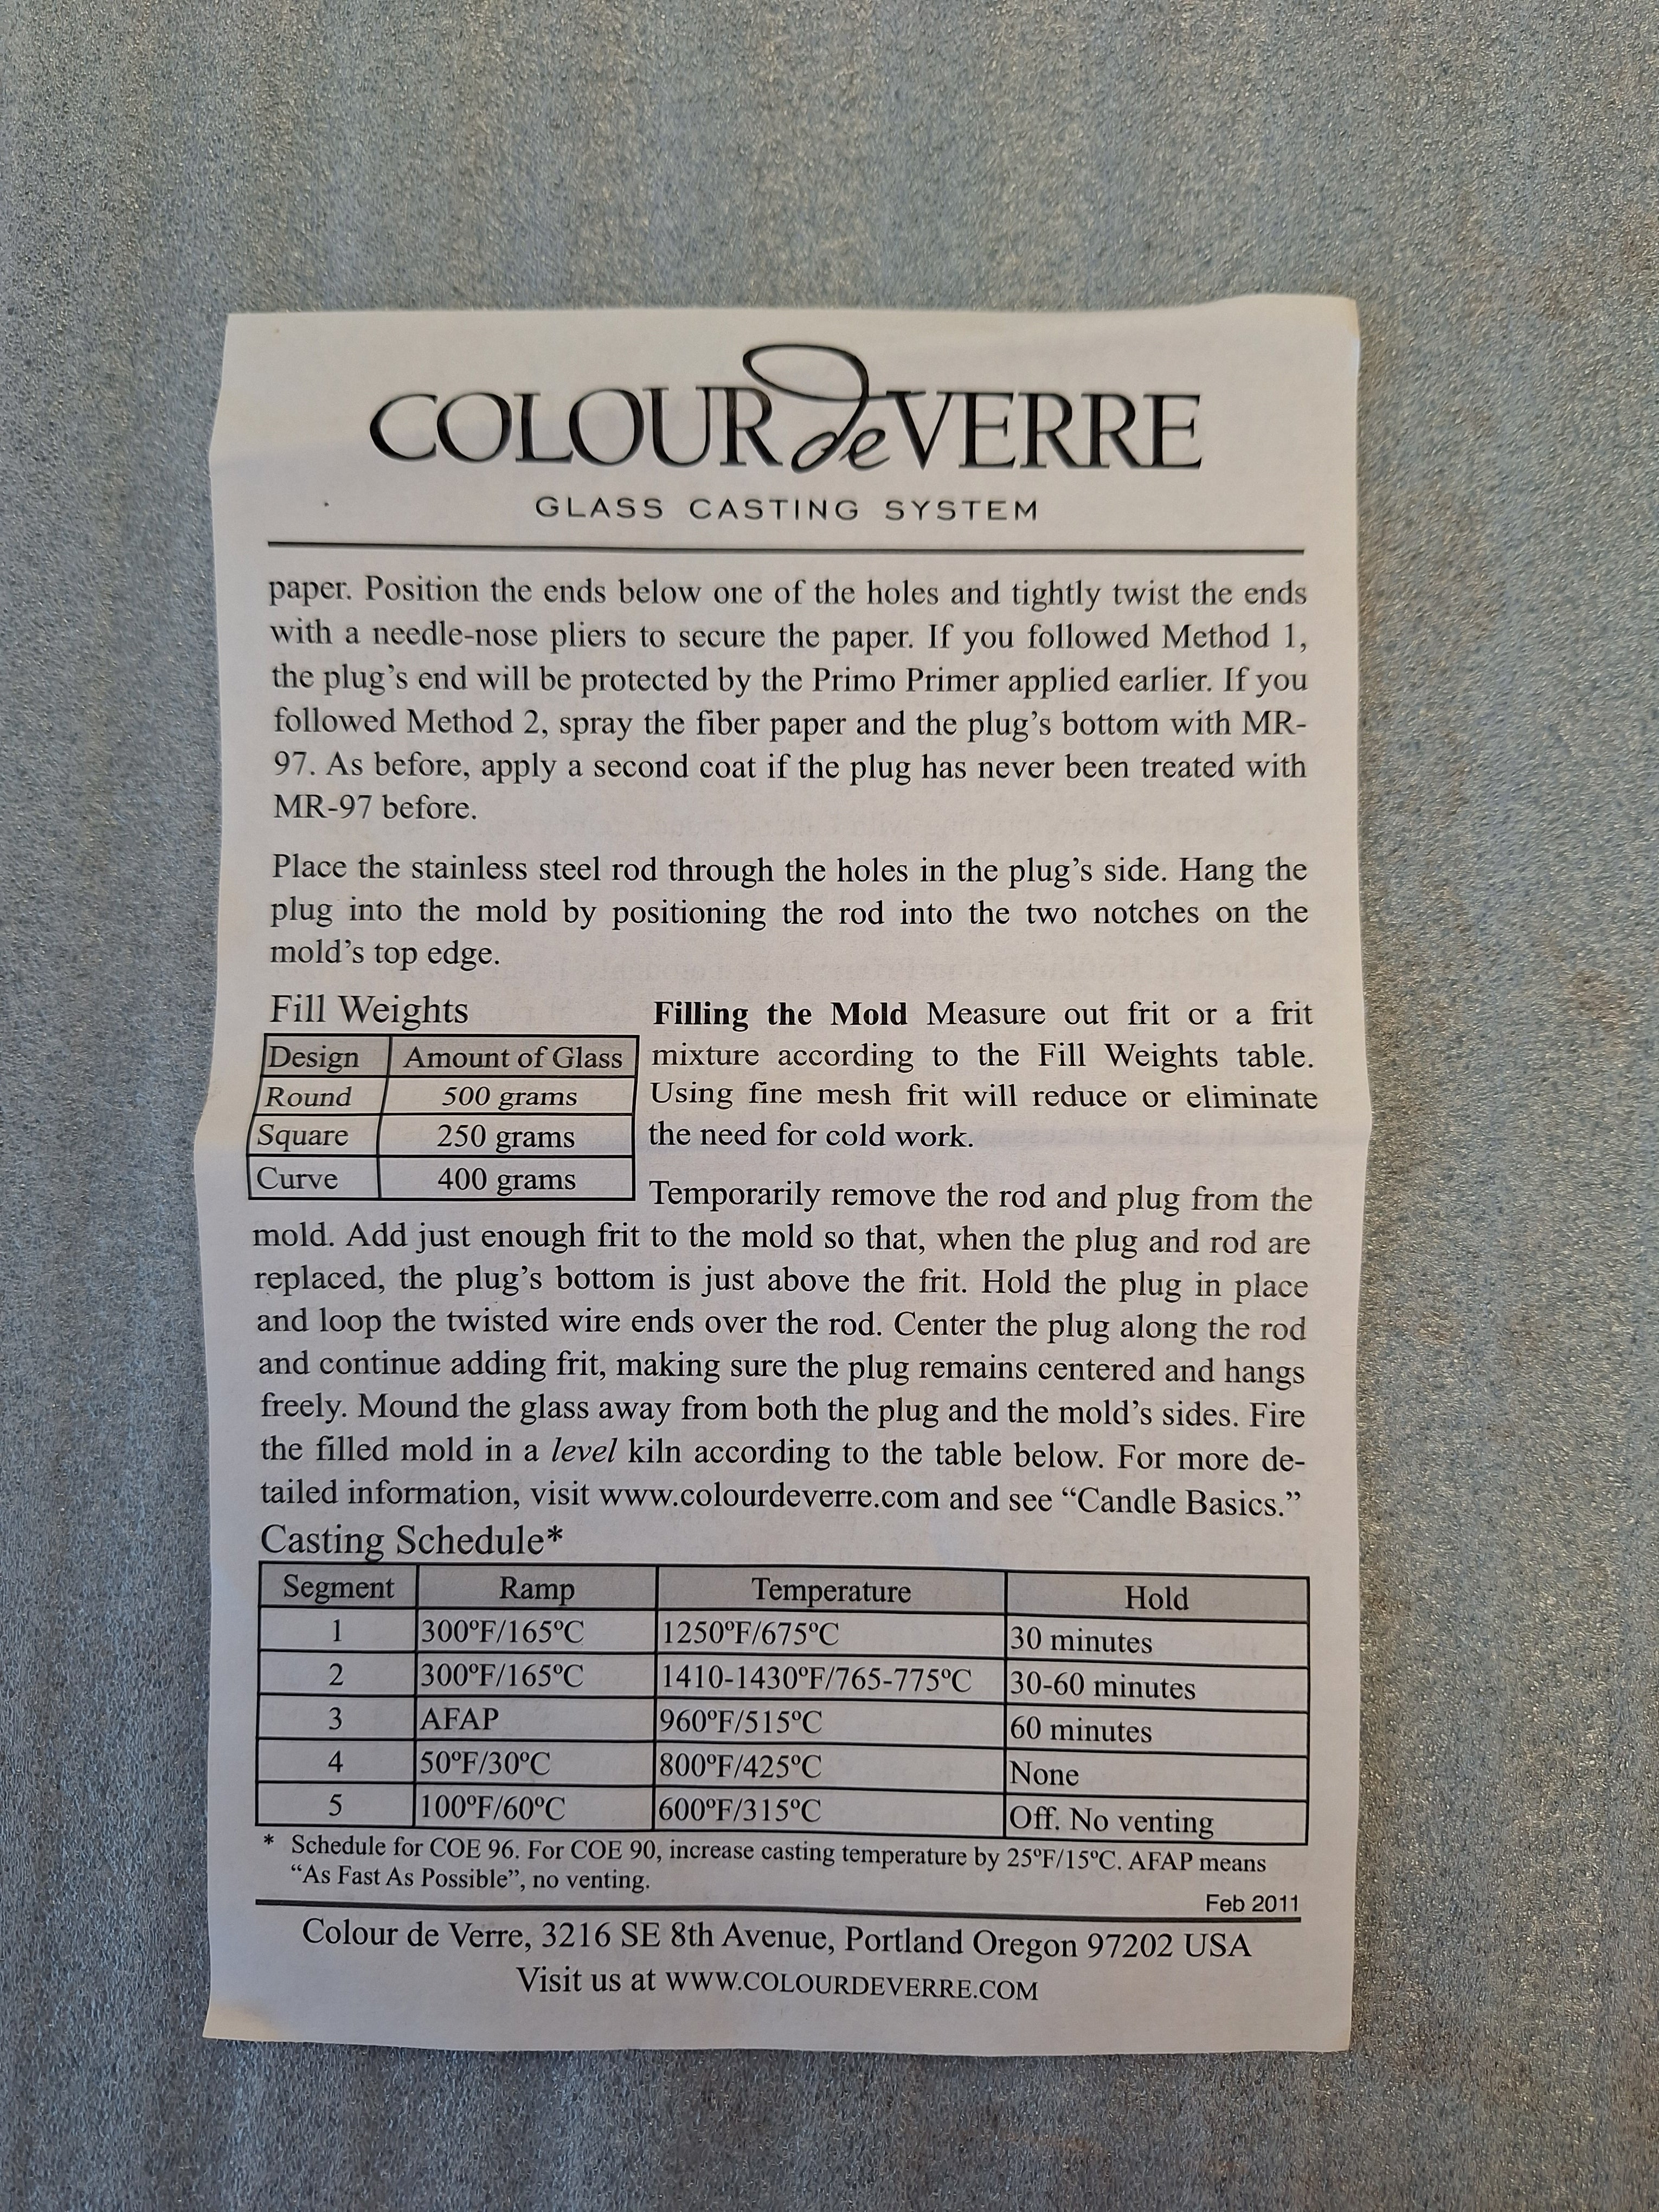 COLOUR de VERRE
GLASS CASTING SYSTEM
paper. Position the ends below one of the holes and tightly twist the ends
with a needle-nose pliers to secure the paper. If you followed Method 1,
the plug’s end will be protected by the Primo Primer applied earlier. If you
followed Method 2, spray the fiber paper and the plug’s bottom with MR-
97. As before, apply a second coat if the plug has never been treated with
MR-97 before.
Place the stainless steel rod through the holes in the plug’s side. Hang the
plug into the mold by positioning the rod into the two notches on the
mold’s top edge.
Fill Weights
Design Amount of Glass
Round 500 grams
Square 250 grams
Curve 400 grams
Filling the Mold Measure out frit or a frit
mixture according to the Fill Weights table.
Using fine mesh frit will reduce or eliminate
the need for cold work.
Temporarily remove the rod and plug from the
mold. Add just enough frit to the mold so that, when the plug and rod are
replaced, the plug’s bottom is just above the frit. Hold the plug in place
and loop the twisted wire ends over the rod. Center the plug along the rod
and continue adding frit, making sure the plug remains centered and hangs
freely. Mound the glass away from both the plug and the mold’s sides. Fire
the filled mold in a level kiln according to the table below. For more de-
tailed information, visit www.colourdeverre.com and see “Candle Basics.”
Casting Schedule*
Segment Ramp Temperature Hold
1 300ºF/165ºC 1250ºF/675ºC 30 minutes
2 300ºF/165ºC 1410-1430ºF/765-775ºC 30-60 minutes
3 AFAP 960ºF/515ºC 60 minutes
4 50ºF/30ºC 800ºF/425ºC None
5 100ºF/60ºC 600ºF/315ºC Off. No venting
* Schedule for COE 96. For COE 90, increase casting temperature by 25ºF/15ºC. AFAP means
“As Fast As Possible”, no venting.
Feb 2011
Colour de Verre, 3216 SE 8th Avenue, Portland Oregon 97202 USA
Visit us at WWW.COLOURDEVERRE.COM